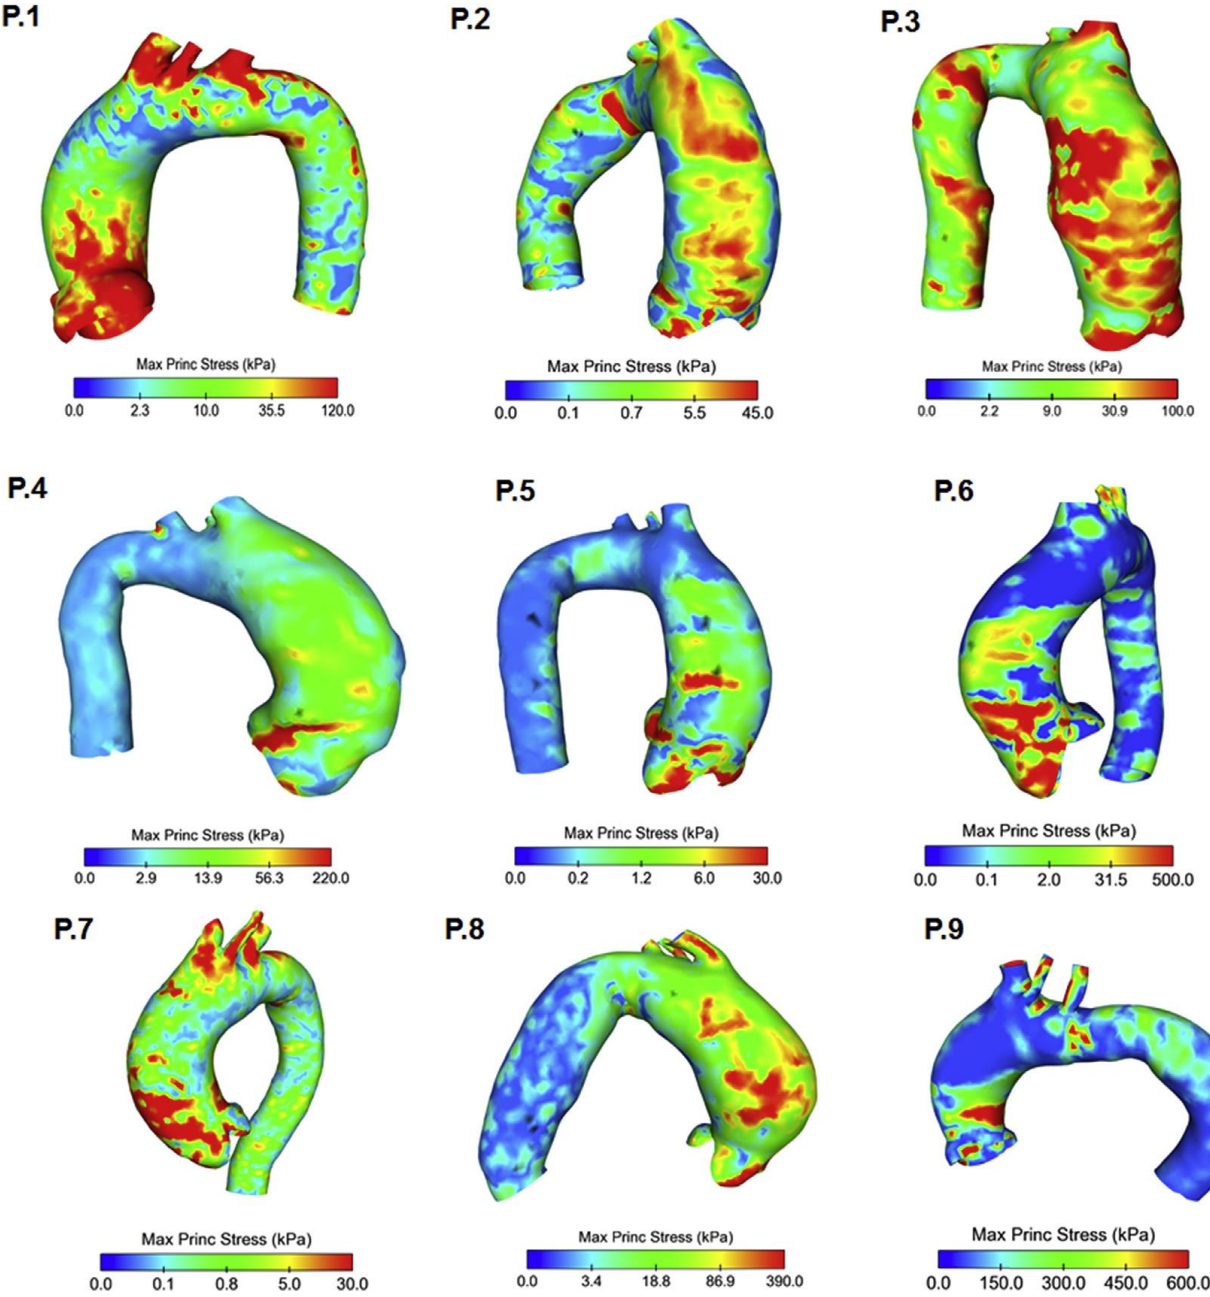 P.1
P.2
P.3
Max Princ Stress (kPa)
0.0 2.3 10.0 35.5 120.0
Max Princ Stress (kPa)
0.0 0.1 0.7 5.5 45.0
Max Princ Stress (kPa)
0.0 2.2 9.0 30.9 100.0
P.4
P.5
P.6
Max Princ Stress (kPa)
0.0 2.9 13.9 56.3 220.0
Max Princ Stress (kPa)
0.0 0.2 1.2 6.0 30.0
Max Princ Stress (kPa)
0.0 0.1 2.0 31.5 500.0
P.7
P.8
P.9
Max Princ Stress (kPa)
0.0 0.1 0.8 5.0 30.0
Max Princ Stress (kPa)
0.0 3.4 18.8 86.9 390.0
Max Princ Stress (kPa)
0.0 150.0 300.0 450.0 600.0